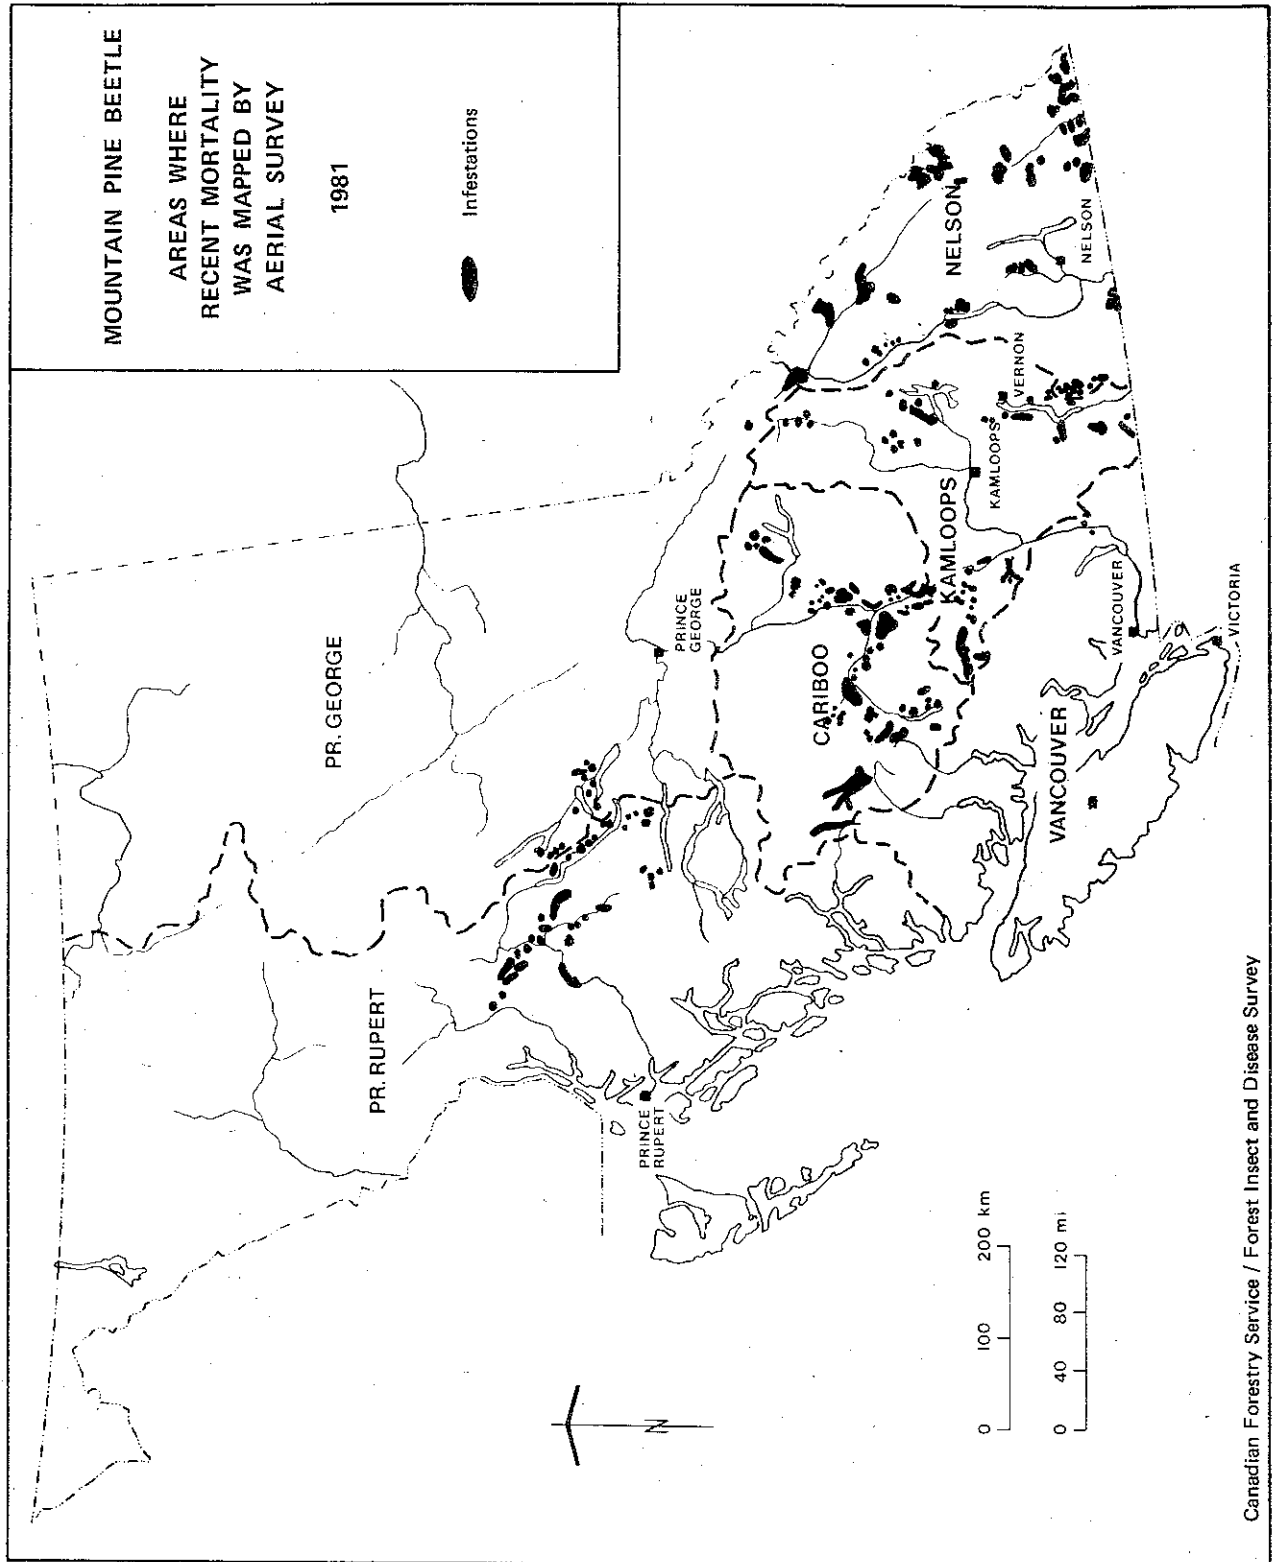 MOUNTAIN PINE BEETLE
AREAS WHERE
RECENT MORTALITY
WAS MAPPED BY
AERIAL SURVEY
1981
Infestations
PR. GEORGE
PR. RUPERT
PRINCE
GEORGE
PRINCE
RUPERT
CARIBOO
KAMLOOPS
KAMLOOPS
NELSON
NELSON
VERNON
VANCOUVER
VANCOUVER
VICTORIA
N
0 100 200 km
0 40 80 120 mi
Canadian Forestry Service / Forest Insect and Disease Survey